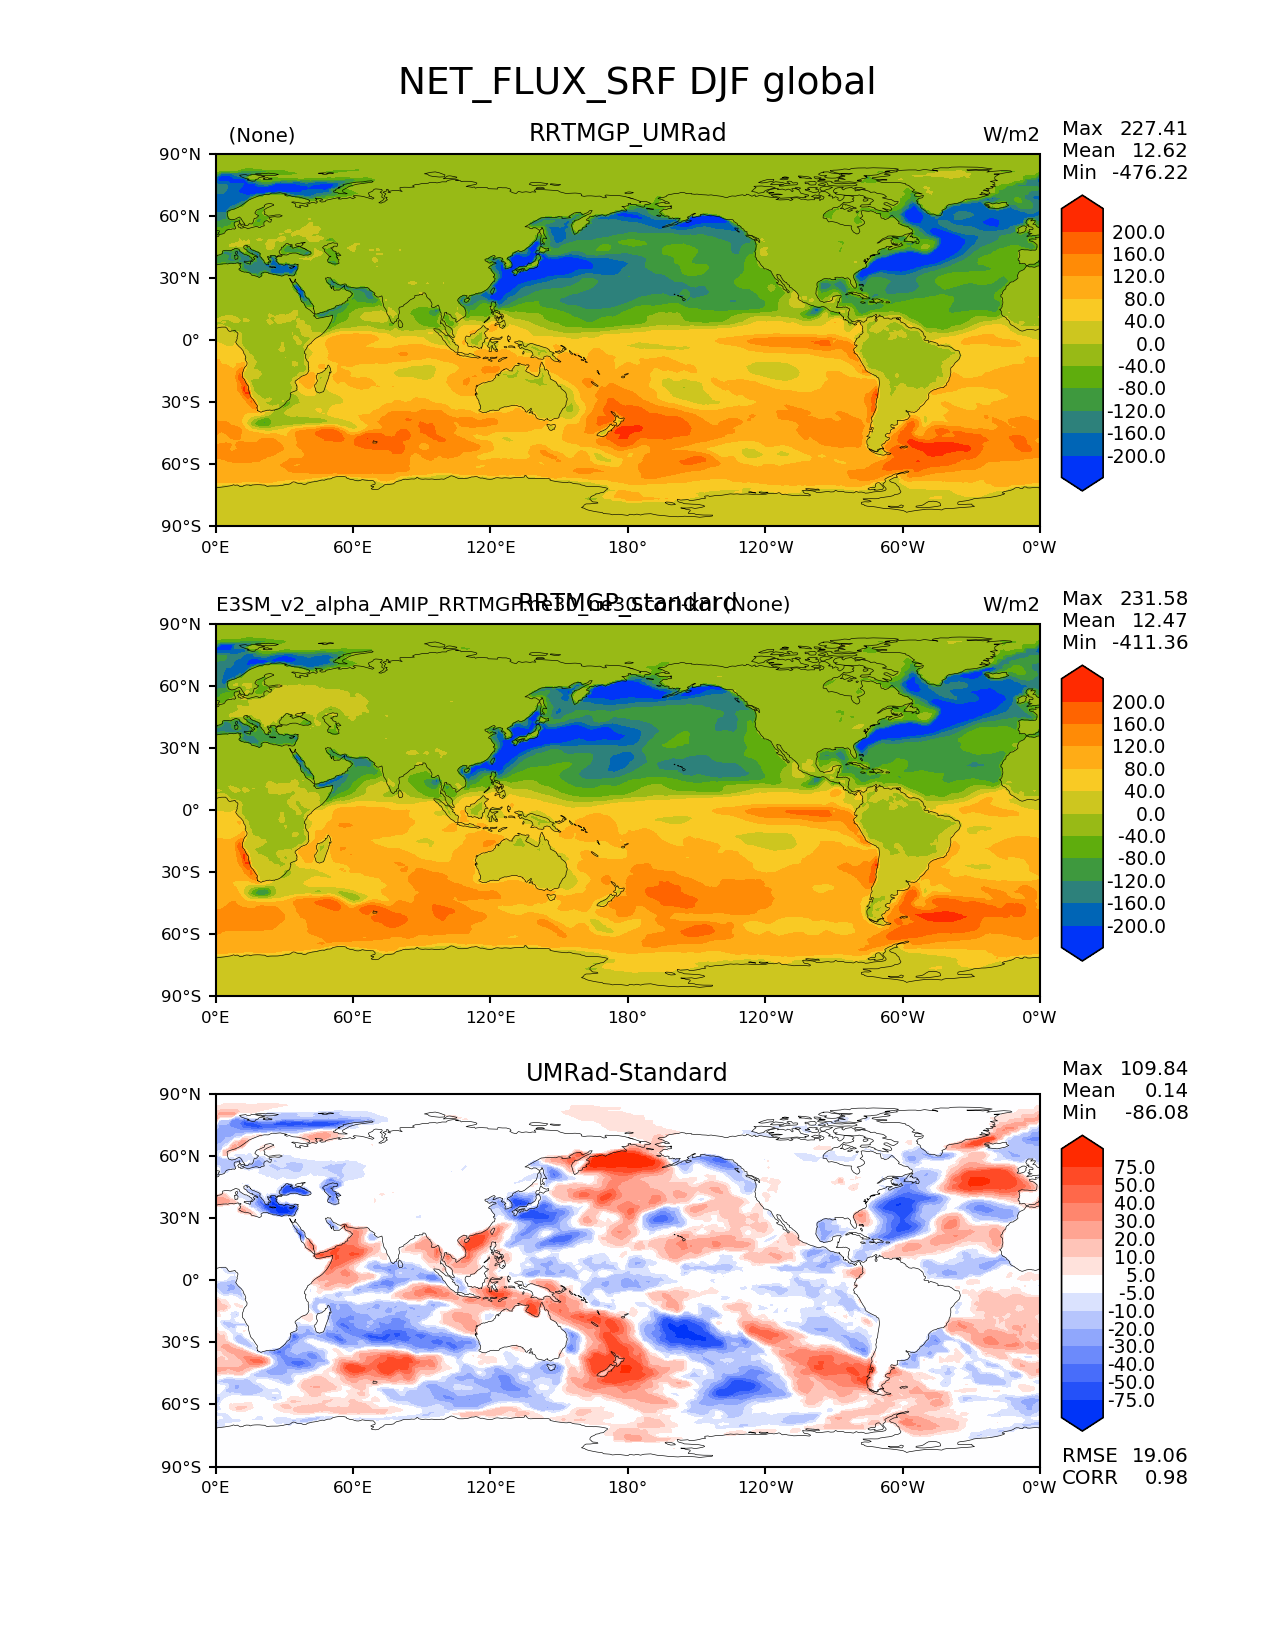 NET_FLUX_SRF DJF global
(None) RRTMGP_UMRad W/m2
Max 227.41
Mean 12.62
Min -476.22
90°N
60°N
30°N
0°
30°S
60°S
90°S
0°E 60°E 120°E 180° 120°W 60°W 0°W
200.0
160.0
120.0
80.0
40.0
0.0
-40.0
-80.0
-120.0
-160.0
-200.0
RRTMGP_standard
E3SM_v2_alpha_AMIP_RRTMGP (None) W/m2
Max 231.58
Mean 12.47
Min -411.36
90°N
60°N
30°N
0°
30°S
60°S
90°S
0°E 60°E 120°E 180° 120°W 60°W 0°W
200.0
160.0
120.0
80.0
40.0
0.0
-40.0
-80.0
-120.0
-160.0
-200.0
UMRad-Standard
Max 109.84
Mean 0.14
Min -86.08
90°N
60°N
30°N
0°
30°S
60°S
90°S
0°E 60°E 120°E 180° 120°W 60°W 0°W
75.0
50.0
40.0
30.0
20.0
10.0
5.0
-5.0
-10.0
-20.0
-30.0
-40.0
-50.0
-75.0
RMSE 19.06
CORR 0.98